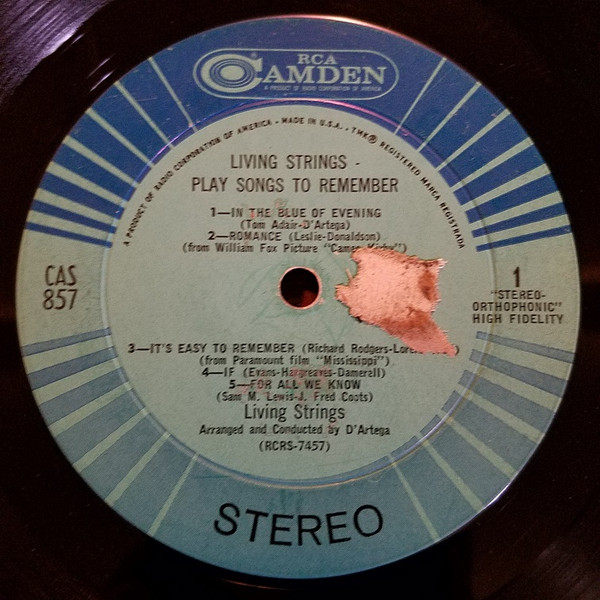 RCA
CAMDEN
A PRODUCT OF RADIO CORPORATION OF AMERICA
A PRODUCT OF RADIO CORPORATION OF AMERICA • MADE IN U.S.A. • TMK® REGISTERED MARCA REGISTRADA
LIVING STRINGS -
PLAY SONGS TO REMEMBER
1—IN THE BLUE OF EVENING
(Tom Adair-D'Artega)
2—ROMANCE (Leslie-Donaldson)
(from William Fox Picture "Cameo Kirby")
CAS
857
1
"STEREO-
ORTHOPHONIC"
HIGH FIDELITY
3—IT'S EASY TO REMEMBER (Richard Rodgers-Loren
(from Paramount film "Mississippi")
4—IF (Evans-Hargreaves-Damerell)
5—FOR ALL WE KNOW
(Sam M. Lewis-J. Fred Coots)
Living Strings
Arranged and Conducted by D'Artega
(RCRS-7457)
STEREO